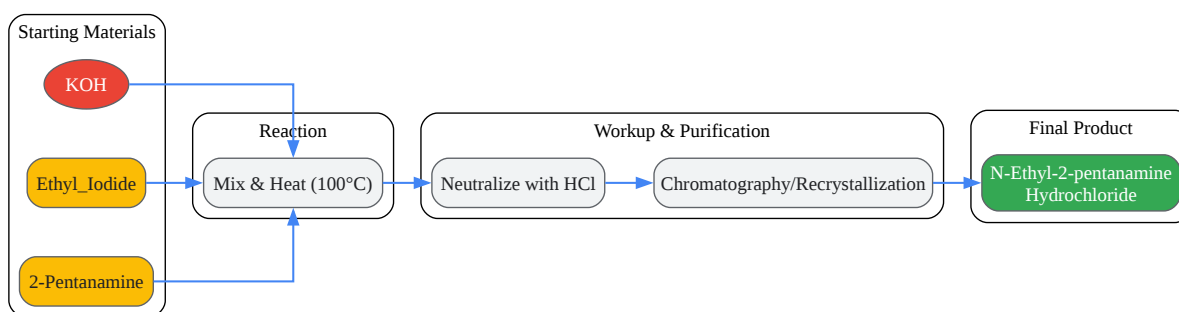 Starting Materials
KOH
Ethyl_Iodide
2-Pentanamine
Reaction
Mix & Heat (100°C)
Workup & Purification
Neutralize with HCl
Chromatography/Recrystallization
Final Product
N-Ethyl-2-pentanamine
Hydrochloride